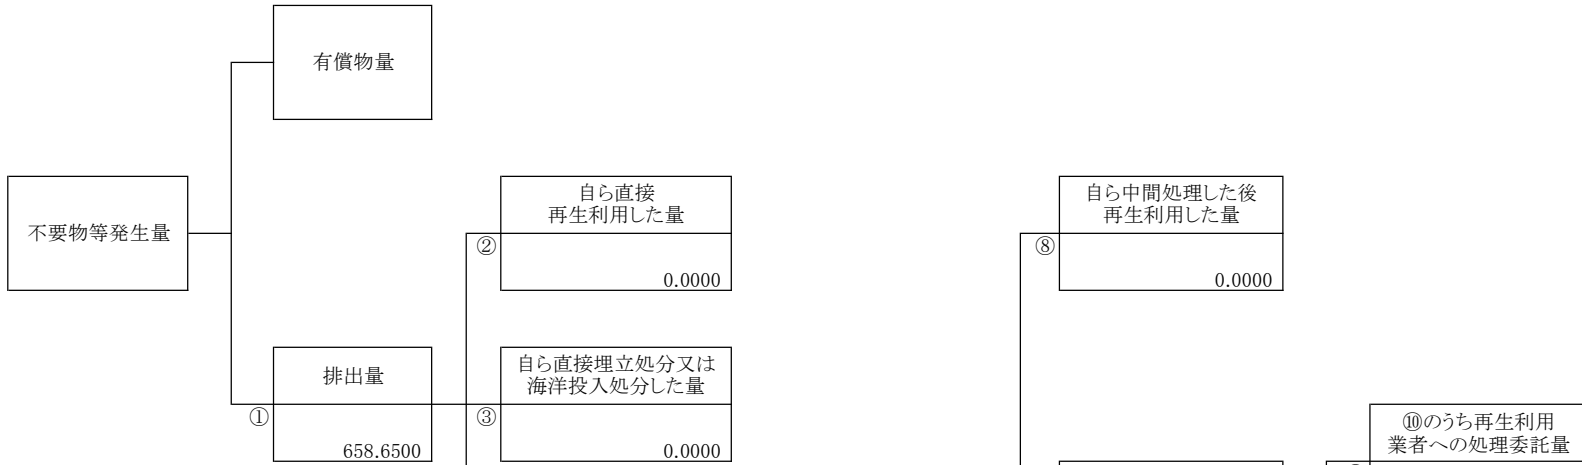 有償物量
不要物等発生量
自ら直接
再生利用した量
②
0.0000
自ら中間処理した後
再生利用した量
⑧
0.0000
排出量
①
658.6500
自ら直接埋立処分又は
海洋投入処分した量
③
0.0000
⑩のうち再生利用
業者への処理委託量